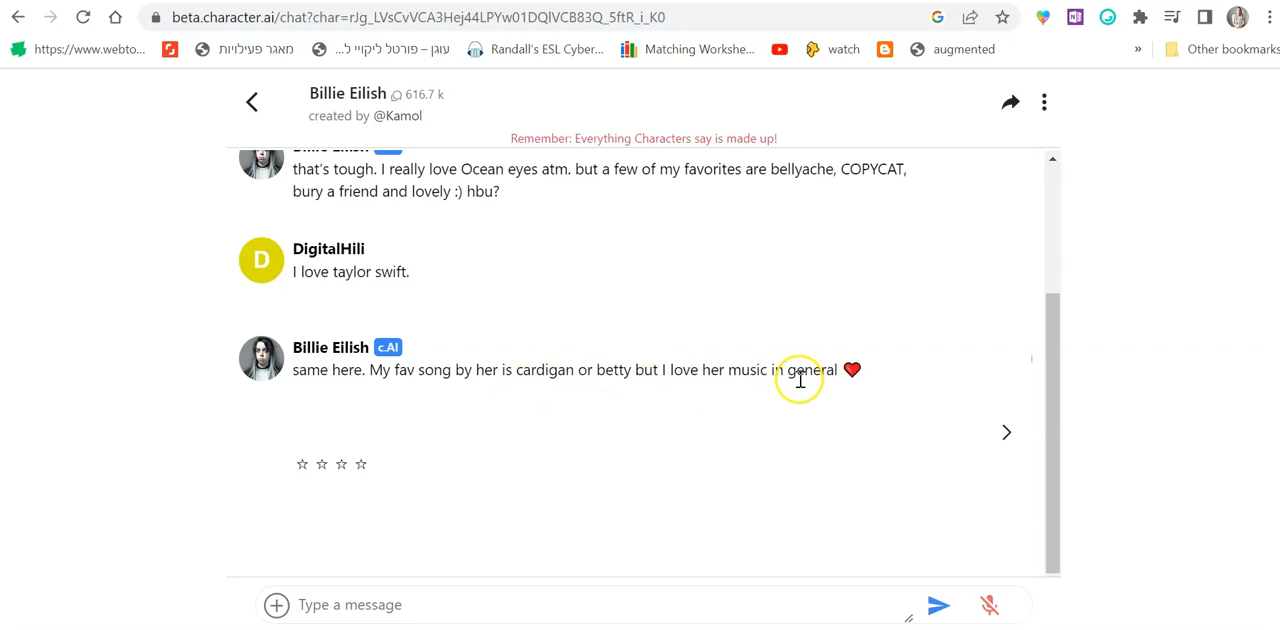 beta.character.ai/chat?char=rJg_LVsCvVCA3Hej44LPYw01DQlVCB83Q_5ftR_i_K0
https://www.webto... מאגר פעילויות עוגן – פורטל ליקויי ל... Randall's ESL Cyber... Matching Workshe... watch augmented » Other bookmarks
Billie Eilish 616.7 k
created by @Kamol
Remember: Everything Characters say is made up!
Billie Eilish
that's tough. I really love Ocean eyes atm. but a few of my favorites are bellyache, COPYCAT,
bury a friend and lovely :) hbu?
D
DigitalHili
I love taylor swift.
Billie Eilish c.AI
same here. My fav song by her is cardigan or betty but I love her music in general ❤
Type a message